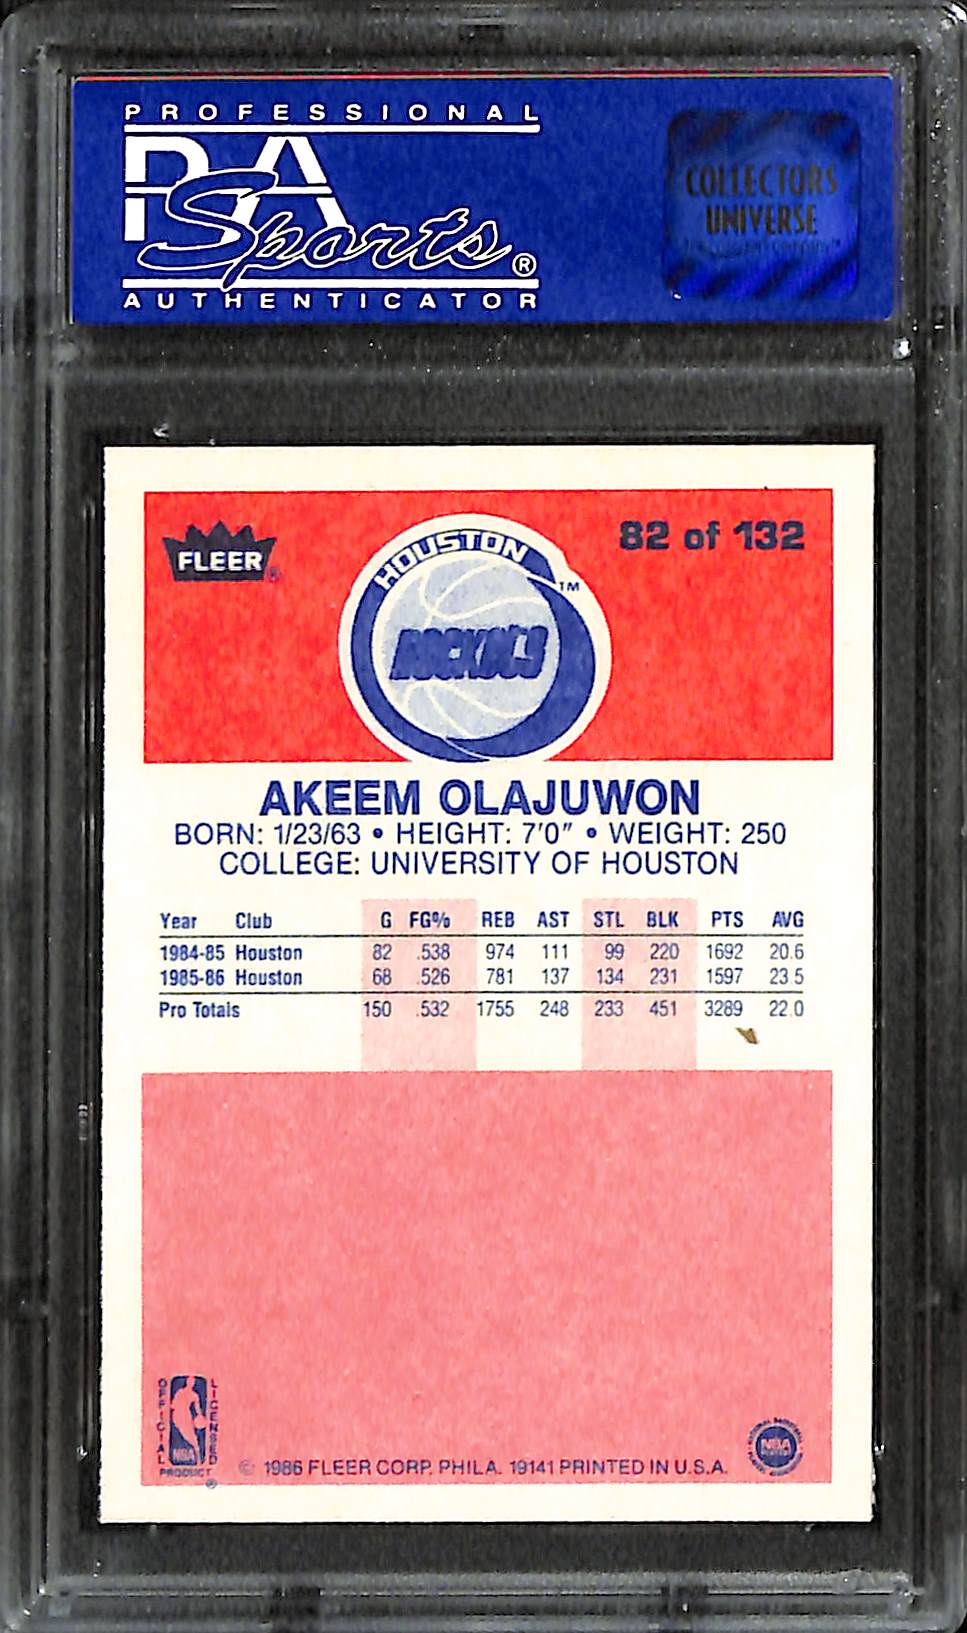 PROFESSIONAL
PSA
Sports®
AUTHENTICATOR
COLLECTORS
UNIVERSE
FLEER®
82 of 132
HOUSTON
ROCKETS
TM
AKEEM OLAJUWON
BORN: 1/23/63 • HEIGHT: 7'0" • WEIGHT: 250
COLLEGE: UNIVERSITY OF HOUSTON
Year Club G FG% REB AST STL BLK PTS AVG
1984-85 Houston 82 .538 974 111 99 220 1692 20.6
1985-86 Houston 68 .526 781 137 134 231 1597 23.5
Pro Totals 150 .532 1755 248 233 451 3289 22.0
OFFICIAL
LICENSED
NBA
PRODUCT
®
© 1986 FLEER CORP. PHILA. 19141 PRINTED IN U.S.A.
NBA